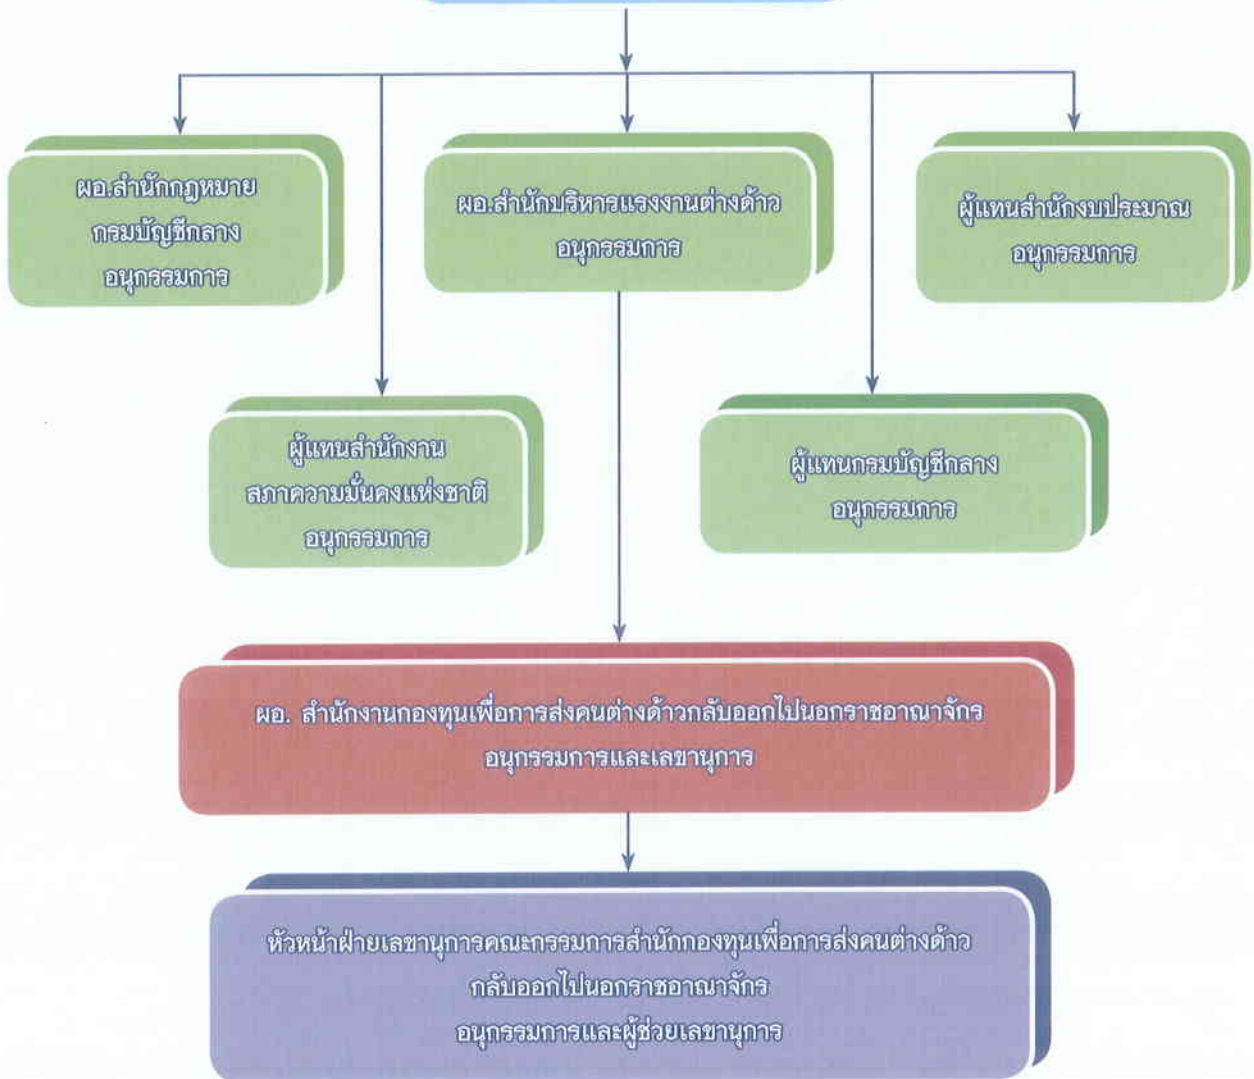 ผอ.สำนักกฎหมาย
กรมบัญชีกลาง
อนุกรรมการ
ผอ.สำนักบริหารแรงงานต่างด้าว
อนุกรรมการ
ผู้แทนสำนักงบประมาณ
อนุกรรมการ
ผู้แทนสำนักงาน
สภาความมั่นคงแห่งชาติ
อนุกรรมการ
ผู้แทนกรมบัญชีกลาง
อนุกรรมการ
ผอ. สำนักงานกองทุนเพื่อการส่งคนต่างด้าวกลับออกไปนอกราชอาณาจักร
อนุกรรมการและเลขานุการ
หัวหน้าฝ่ายเลขานุการคณะกรรมการสำนักกองทุนเพื่อการส่งคนต่างด้าว
กลับออกไปนอกราชอาณาจักร
อนุกรรมการและผู้ช่วยเลขานุการ